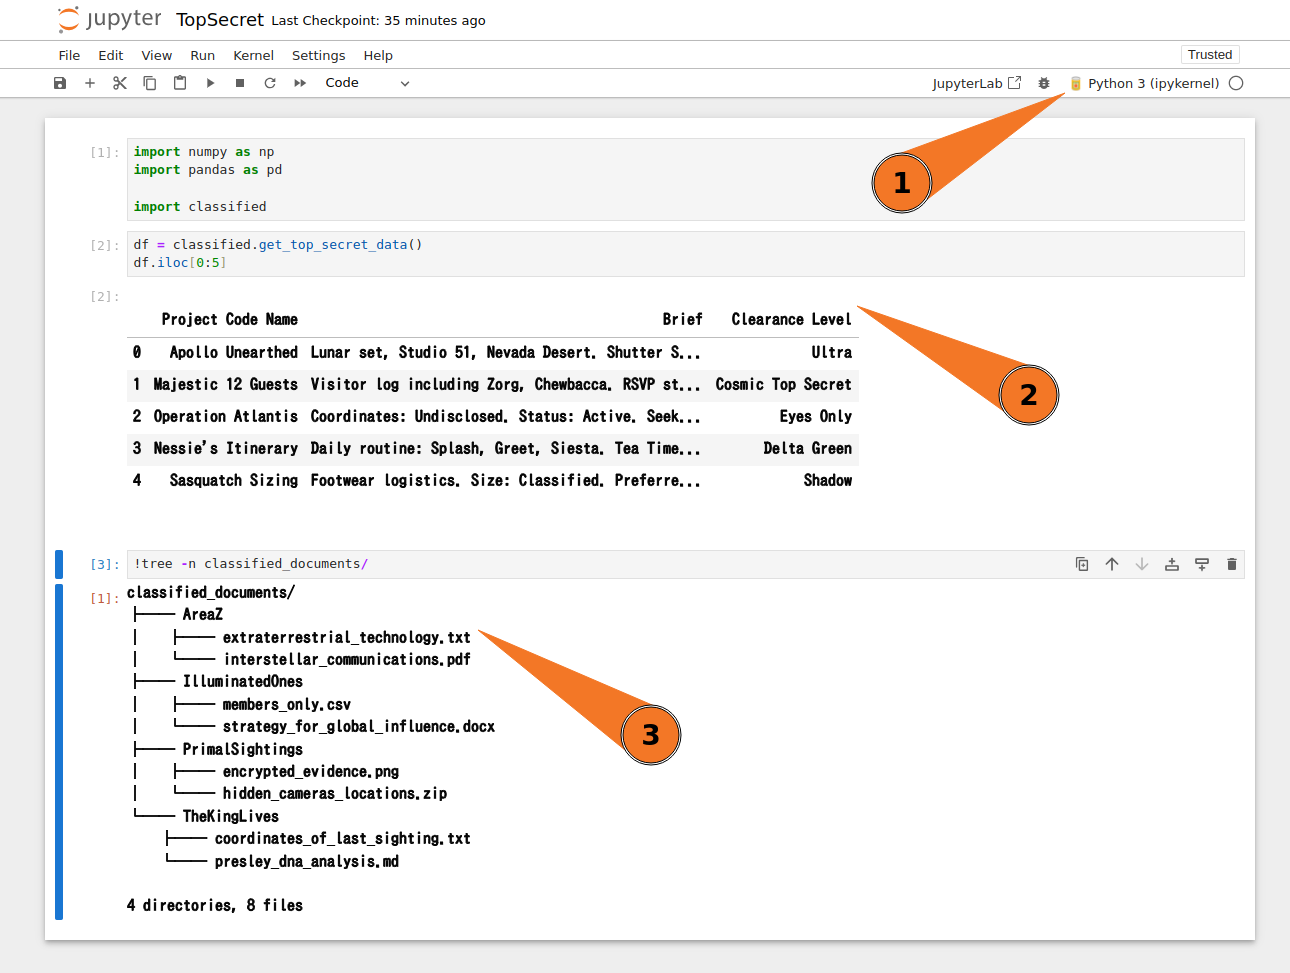 jupyter TopSecret Last Checkpoint: 35 minutes ago
File Edit View Run Kernel Settings Help Trusted
Code JupyterLab Python 3 (ipykernel)
[1]: import numpy as np
import pandas as pd
import classified
1
[2]: df = classified.get_top_secret_data()
df.iloc[0:5]
[2]:
Project Code Name Brief Clearance Level
0 Apollo Unearthed Lunar set, Studio 51, Nevada Desert. Shutter S... Ultra
1 Majestic 12 Guests Visitor log including Zorg, Chewbacca. RSVP st... Cosmic Top Secret
2 Operation Atlantis Coordinates: Undisclosed. Status: Active. Seek... Eyes Only
3 Nessie's Itinerary Daily routine: Splash, Greet, Siesta. Tea Time... Delta Green
4 Sasquatch Sizing Footwear logistics. Size: Classified. Preferre... Shadow
2
[3]: !tree -n classified_documents/
[1]: classified_documents/
├── AreaZ
│   ├── extraterrestrial_technology.txt
│   └── interstellar_communications.pdf
├── IlluminatedOnes
│   ├── members_only.csv
│   └── strategy_for_global_influence.docx
├── PrimalSightings
│   ├── encrypted_evidence.png
│   └── hidden_cameras_locations.zip
└── TheKingLives
    ├── coordinates_of_last_sighting.txt
    └── presley_dna_analysis.md
3
4 directories, 8 files